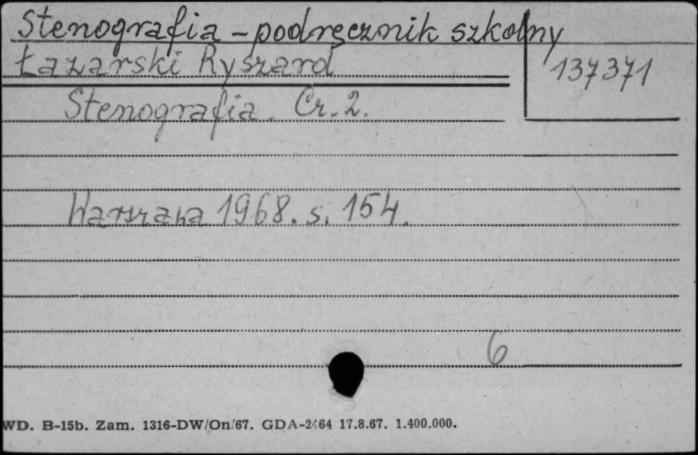 Stenografia - podręcznik szkolny
Łazarski Ryszard
137371
Stenografia. Cz. 2.
Warszawa 1968. s. 154.
6
WD. B-15b. Zam. 1316-DW/On/67. GDA-2464 17.8.67. 1.400.000.